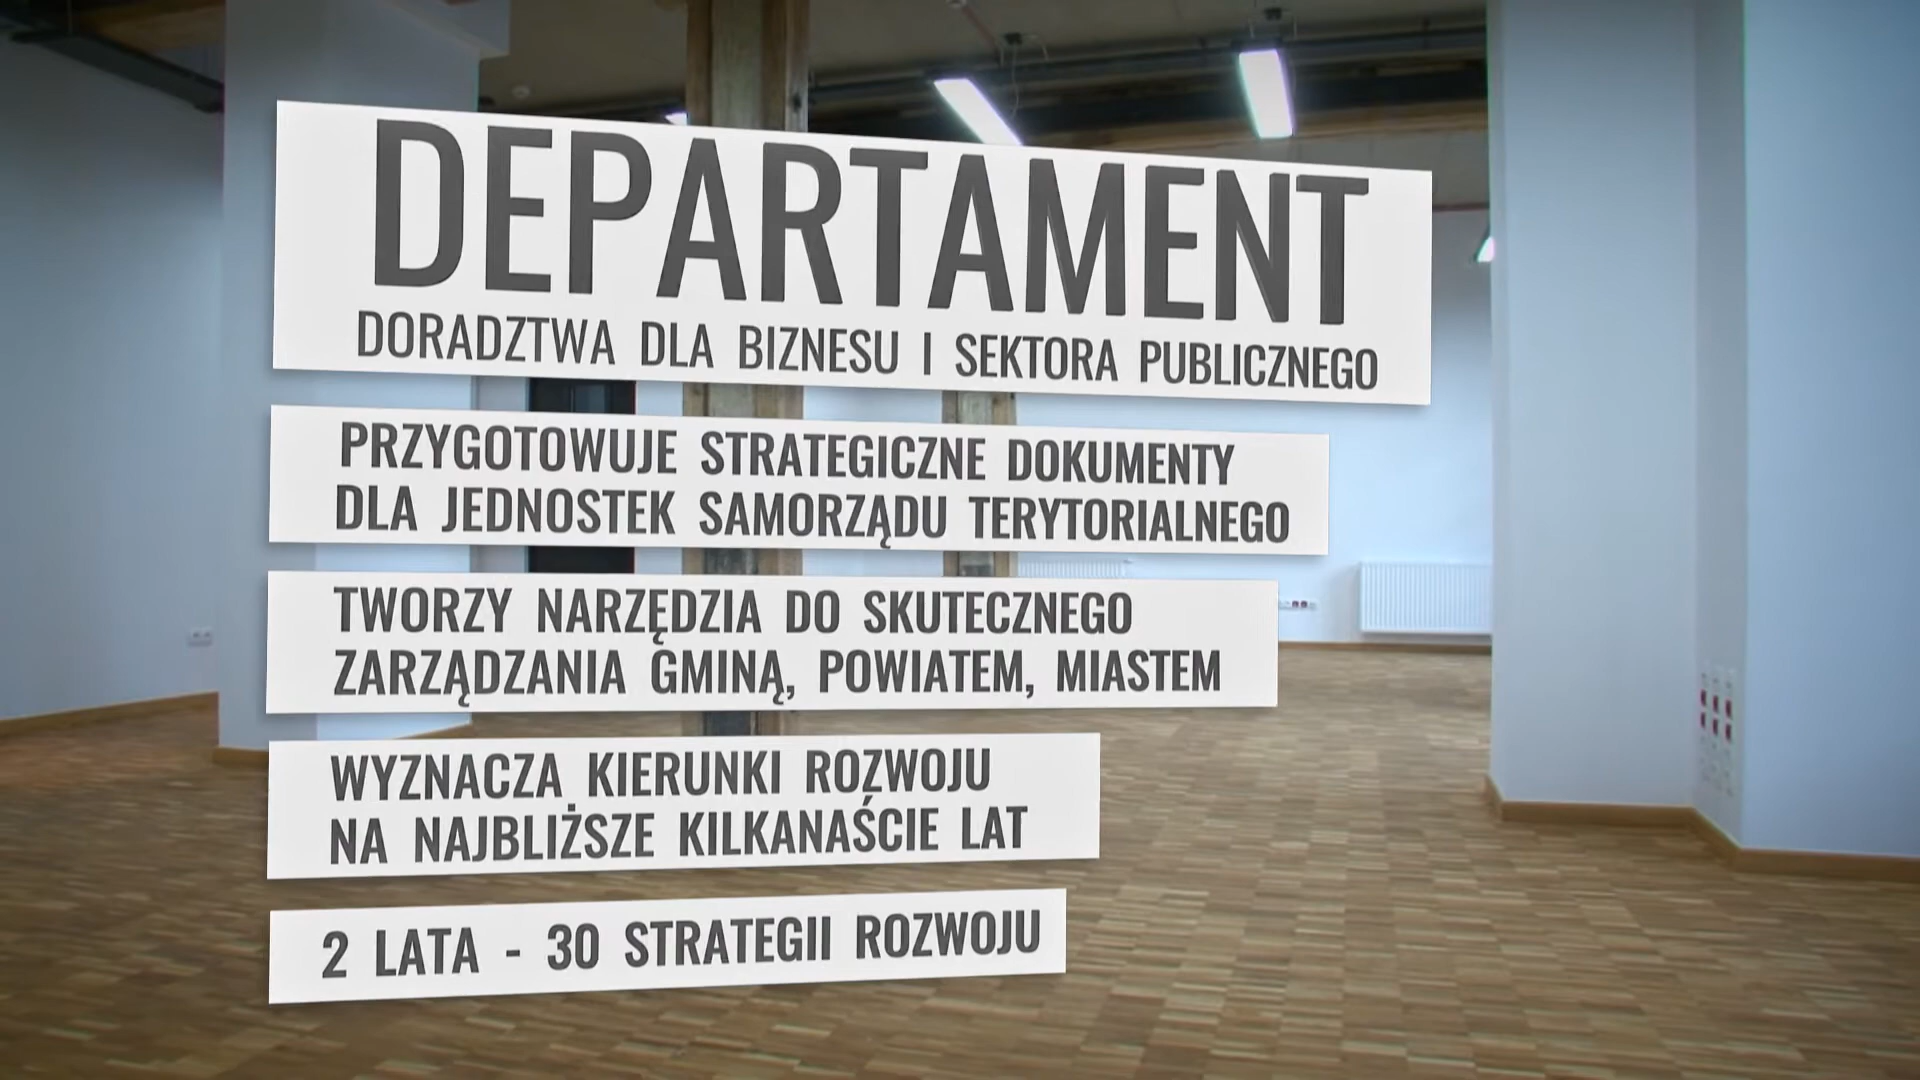 DEPARTAMENT
DORADZTWA DLA BIZNESU I SEKTORA PUBLICZNEGO
PRZYGOTOWUJE STRATEGICZNE DOKUMENTY
DLA JEDNOSTEK SAMORZĄDU TERYTORIALNEGO
TWORZY NARZĘDZIA DO SKUTECZNEGO
ZARZĄDZANIA GMINĄ, POWIATEM, MIASTEM
WYZNACZA KIERUNKI ROZWOJU
NA NAJBLIŻSZE KILKANAŚCIE LAT
2 LATA - 30 STRATEGII ROZWOJU